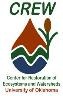 CREW
Center for Restoration of
Ecosystems and Watersheds
University of Oklahoma